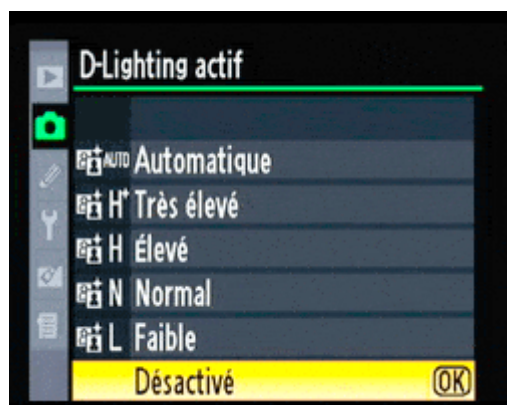 D-Lighting actif
AUTO Automatique
H+ Très élevé
H Élevé
N Normal
L Faible
Désactivé OK